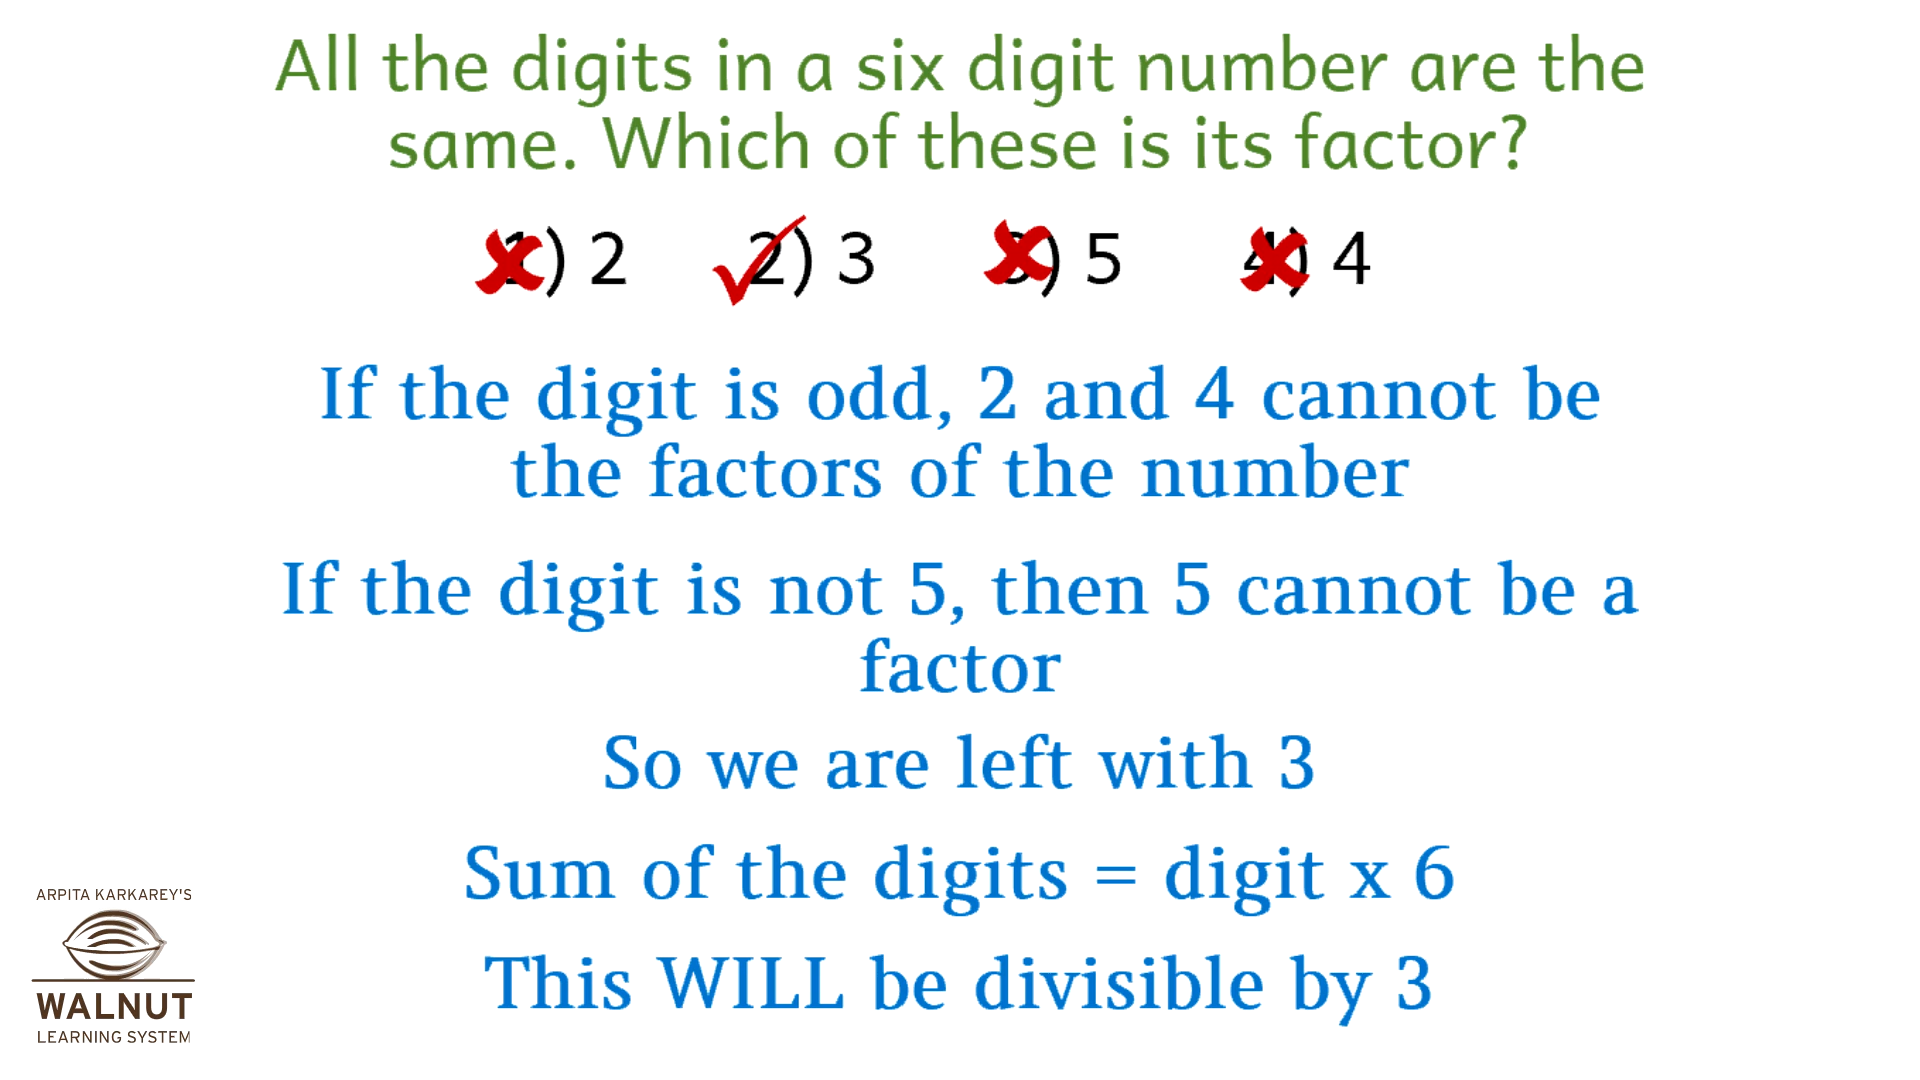 All the digits in a six digit number are the
same. Which of these is its factor?
1) 2 2) 3 3) 5 4) 4
If the digit is odd, 2 and 4 cannot be
the factors of the number
If the digit is not 5, then 5 cannot be a
factor
So we are left with 3
Sum of the digits = digit x 6
This WILL be divisible by 3
ARPITA KARKAREY'S
WALNUT
LEARNING SYSTEM